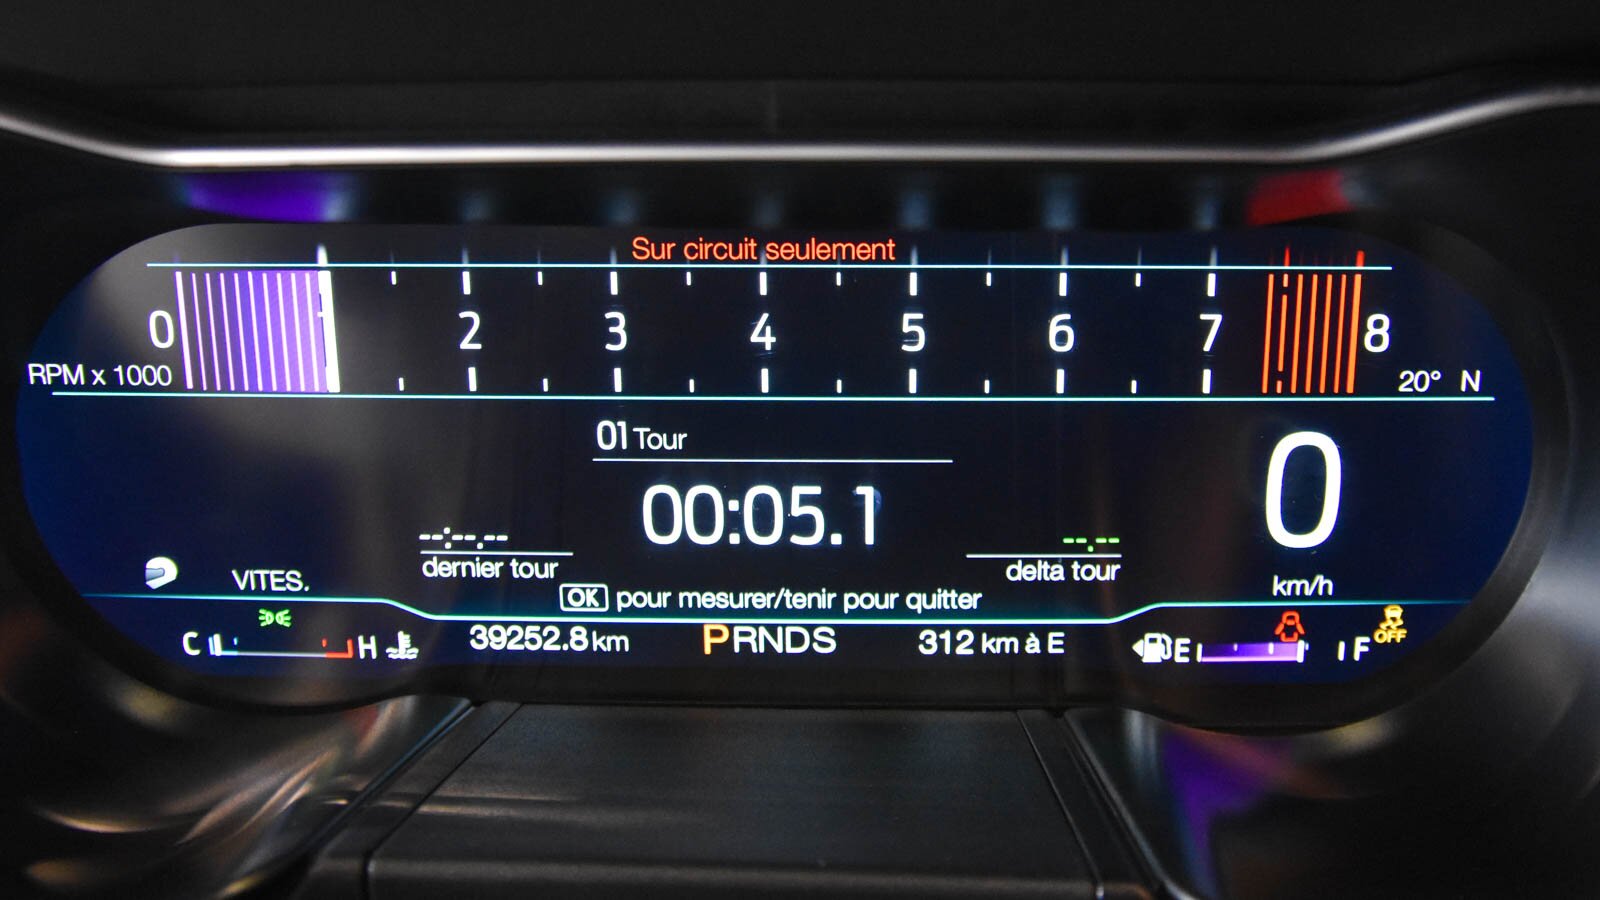 Sur circuit seulement
0 2 3 4 5 6 7 8
RPM x 1000
20° N
01 Tour
00:05.1
0
--:--.--
--.--
dernier tour
delta tour
km/h
VITES.
OK pour mesurer/tenir pour quitter
C H
39252.8 km
PRNDS
312 km à E
E F
OFF